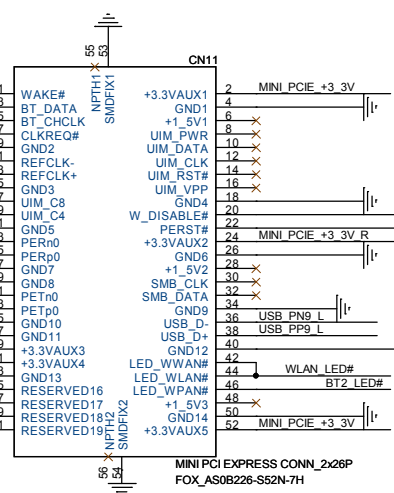 55
53
CN11
NPTH1
SMDFIX1
WAKE# +3.3VAUX1 2 MINI_PCIE_+3_3V
BT_DATA GND1 4
BT_CHCLK +1_5V1 6
CLKREQ# UIM_PWR 8
GND2 UIM_DATA 10
REFCLK- UIM_CLK 12
REFCLK+ UIM_RST# 14
GND3 UIM_VPP 16
UIM_C8 GND4 18
UIM_C4 W_DISABLE# 20
GND5 PERST# 22
PERn0 +3.3VAUX2 24 MINI_PCIE_+3_3V_R
PERp0 GND6 26
GND7 +1_5V2 28
GND8 SMB_CLK 30
PETn0 SMB_DATA 32
PETp0 GND9 34
GND10 USB_D- 36 USB_PN9_L
GND11 USB_D+ 38 USB_PP9_L
+3.3VAUX3 GND12 40
+3.3VAUX4 LED_WWAN# 42
GND13 LED_WLAN# 44 WLAN_LED#
RESERVED16 LED_WPAN# 46 BT2_LED#
RESERVED17 +1_5V3 48
RESERVED18 GND14 50
RESERVED19 +3.3VAUX5 52 MINI_PCIE_+3_3V
NPTH2
SMDFIX2
56
54
MINI PCI EXPRESS CONN_2x26P
FOX_AS0B226-S52N-7H